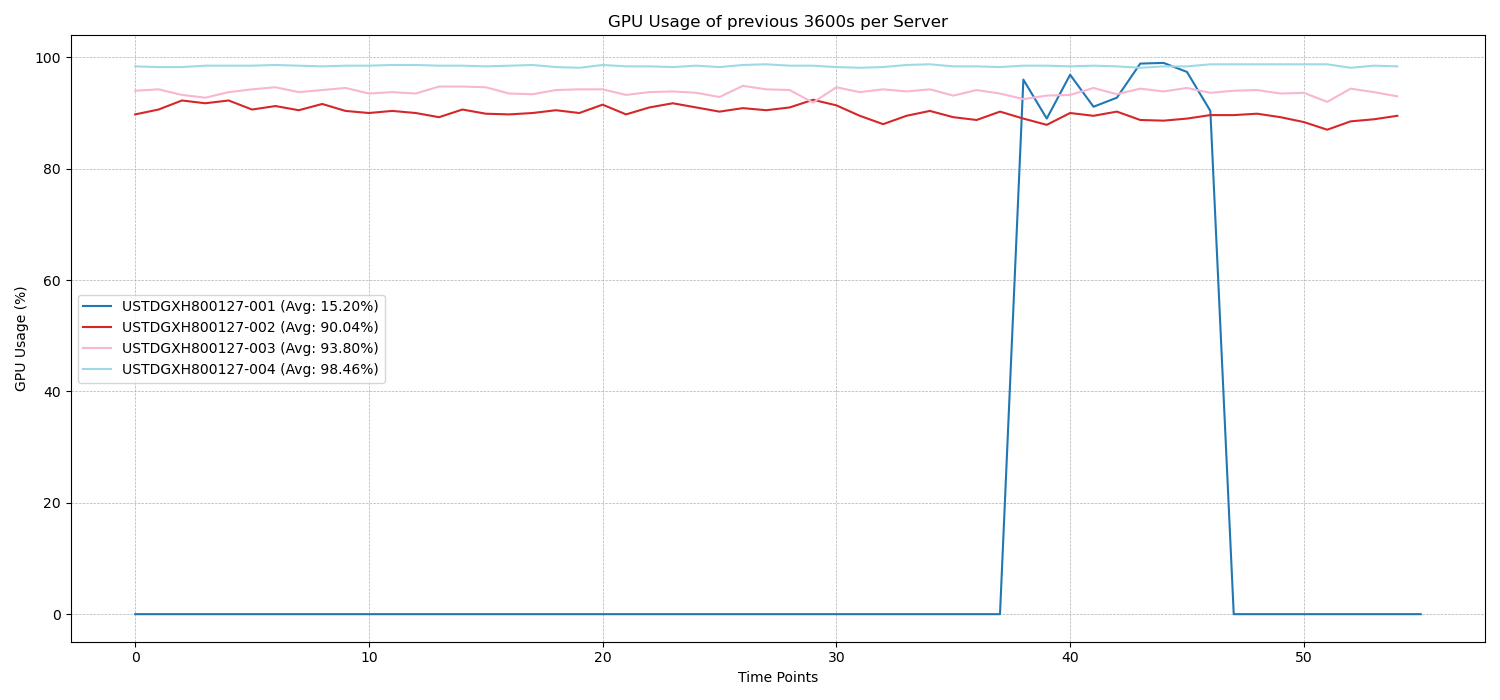 GPU Usage of previous 3600s per Server
100
80
60
40
20
0
GPU Usage (%)
USTDGXH800127-001 (Avg: 15.20%)
USTDGXH800127-002 (Avg: 90.04%)
USTDGXH800127-003 (Avg: 93.80%)
USTDGXH800127-004 (Avg: 98.46%)
0 10 20 30 40 50
Time Points